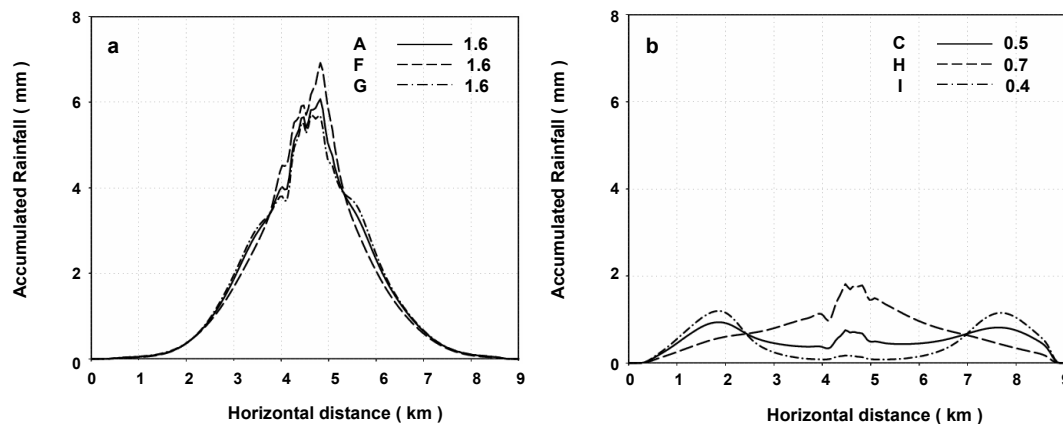 8
a
A 1.6
F 1.6
G 1.6
6
4
2
0
0 1 2 3 4 5 6 7 8 9
Accumulated Rainfall ( mm )
Horizontal distance ( km )
8
b
C 0.5
H 0.7
I 0.4
6
4
2
0
0 1 2 3 4 5 6 7 8 9
Accumulated Rainfall ( mm )
Horizontal distance ( km )